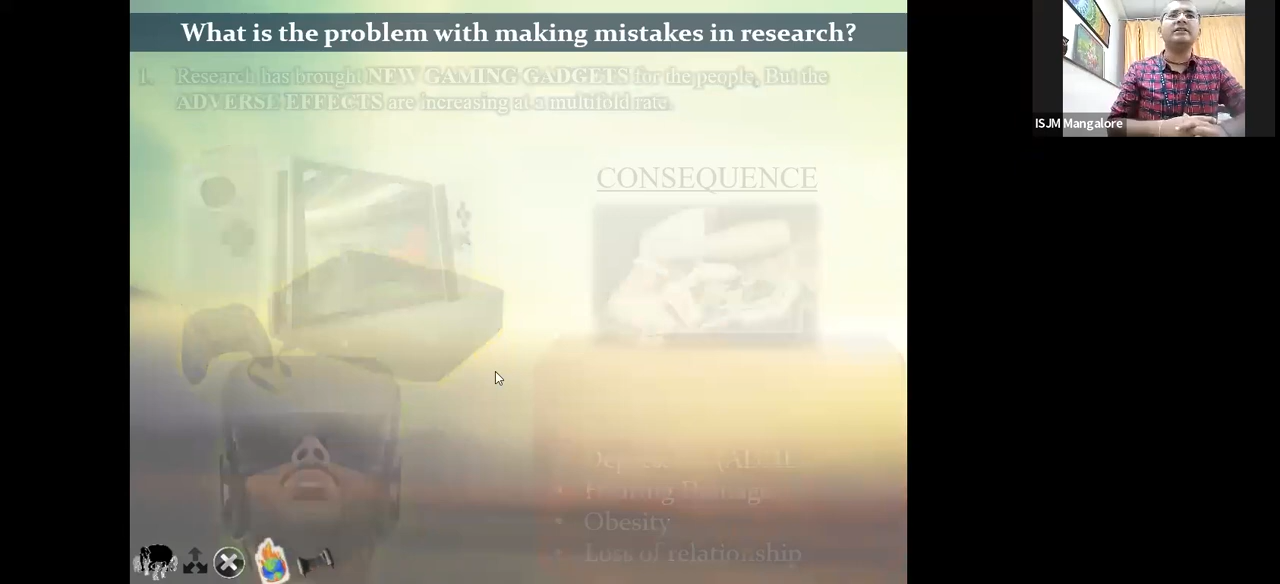 What is the problem with making mistakes in research?
1. Research has brought NEW GAMING GADGETS for the people, But the
ADVERSE EFFECTS are increasing at a multifold rate.
CONSEQUENCE
• Obesity
• Loss of relationship
ISJM Mangalore